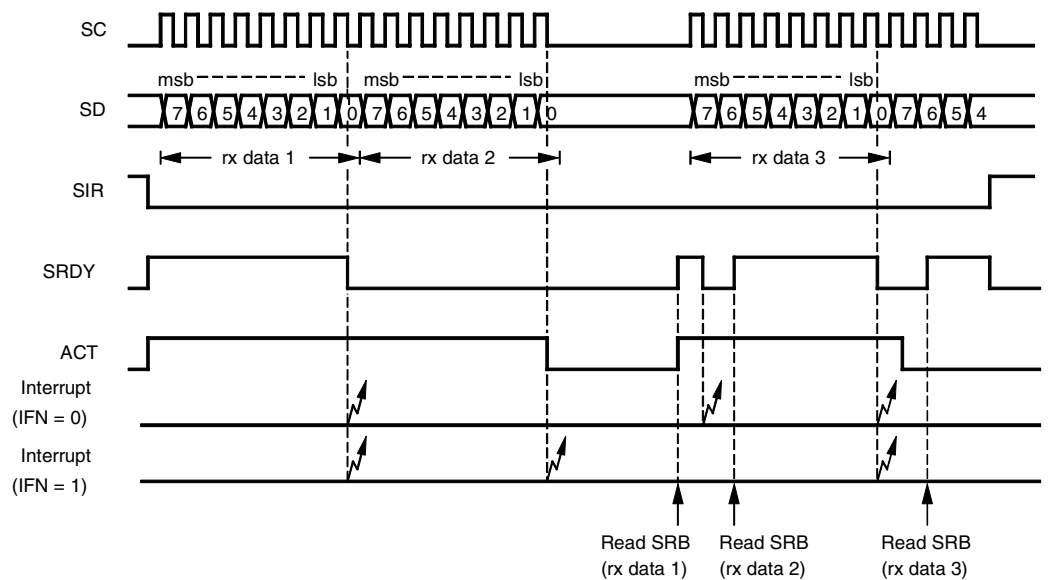 SC
msb lsb msb lsb msb lsb
SD 7 6 5 4 3 2 1 0 7 6 5 4 3 2 1 0 7 6 5 4 3 2 1 0 7 6 5 4
rx data 1 rx data 2 rx data 3
SIR
SRDY
ACT
Interrupt
(IFN = 0)
Interrupt
(IFN = 1)
Read SRB Read SRB Read SRB
(rx data 1) (rx data 2) (rx data 3)